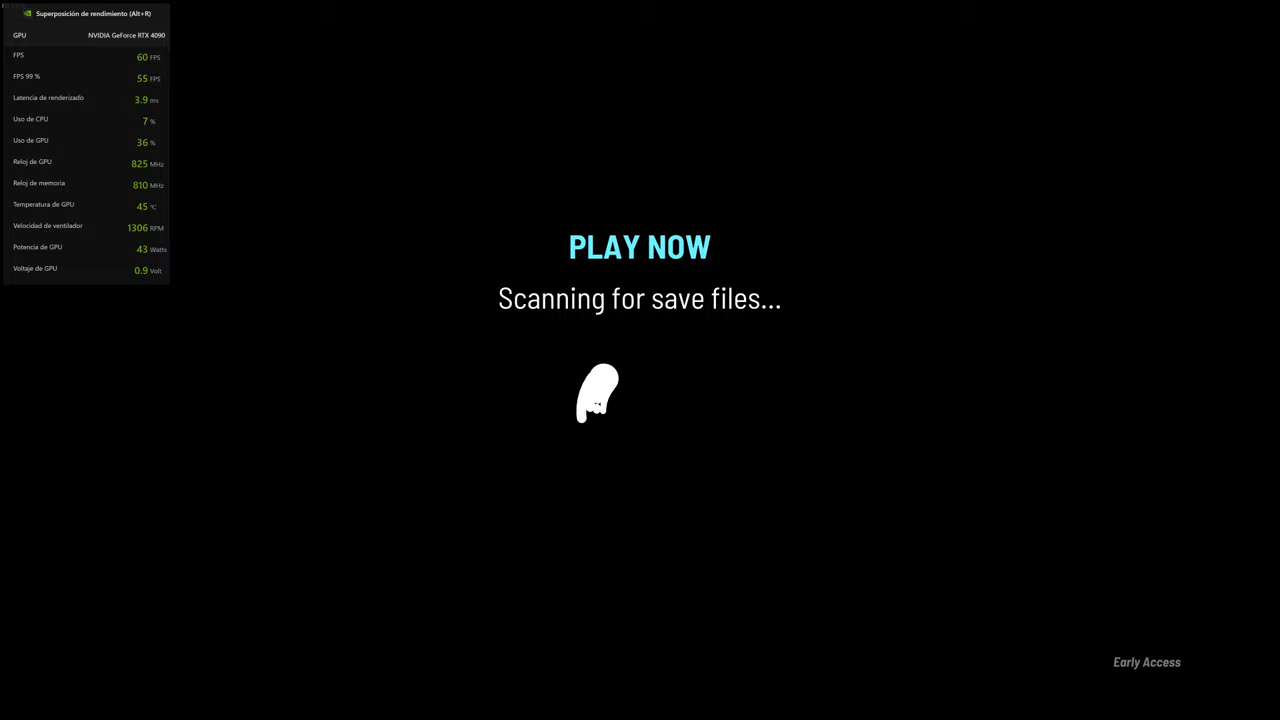 Superposición de rendimiento (Alt+R)
GPU NVIDIA GeForce RTX 4090
FPS 60 FPS
FPS 99 % 55 FPS
Latencia de renderizado 3.9 ms
Uso de CPU 7 %
Uso de GPU 36 %
Reloj de GPU 825 MHz
Reloj de memoria 810 MHz
Temperatura de GPU 45 °C
Velocidad de ventilador 1306 RPM
Potencia de GPU 43 Watts
Voltaje de GPU 0.9 Volt
PLAY NOW
Scanning for save files...
Early Access